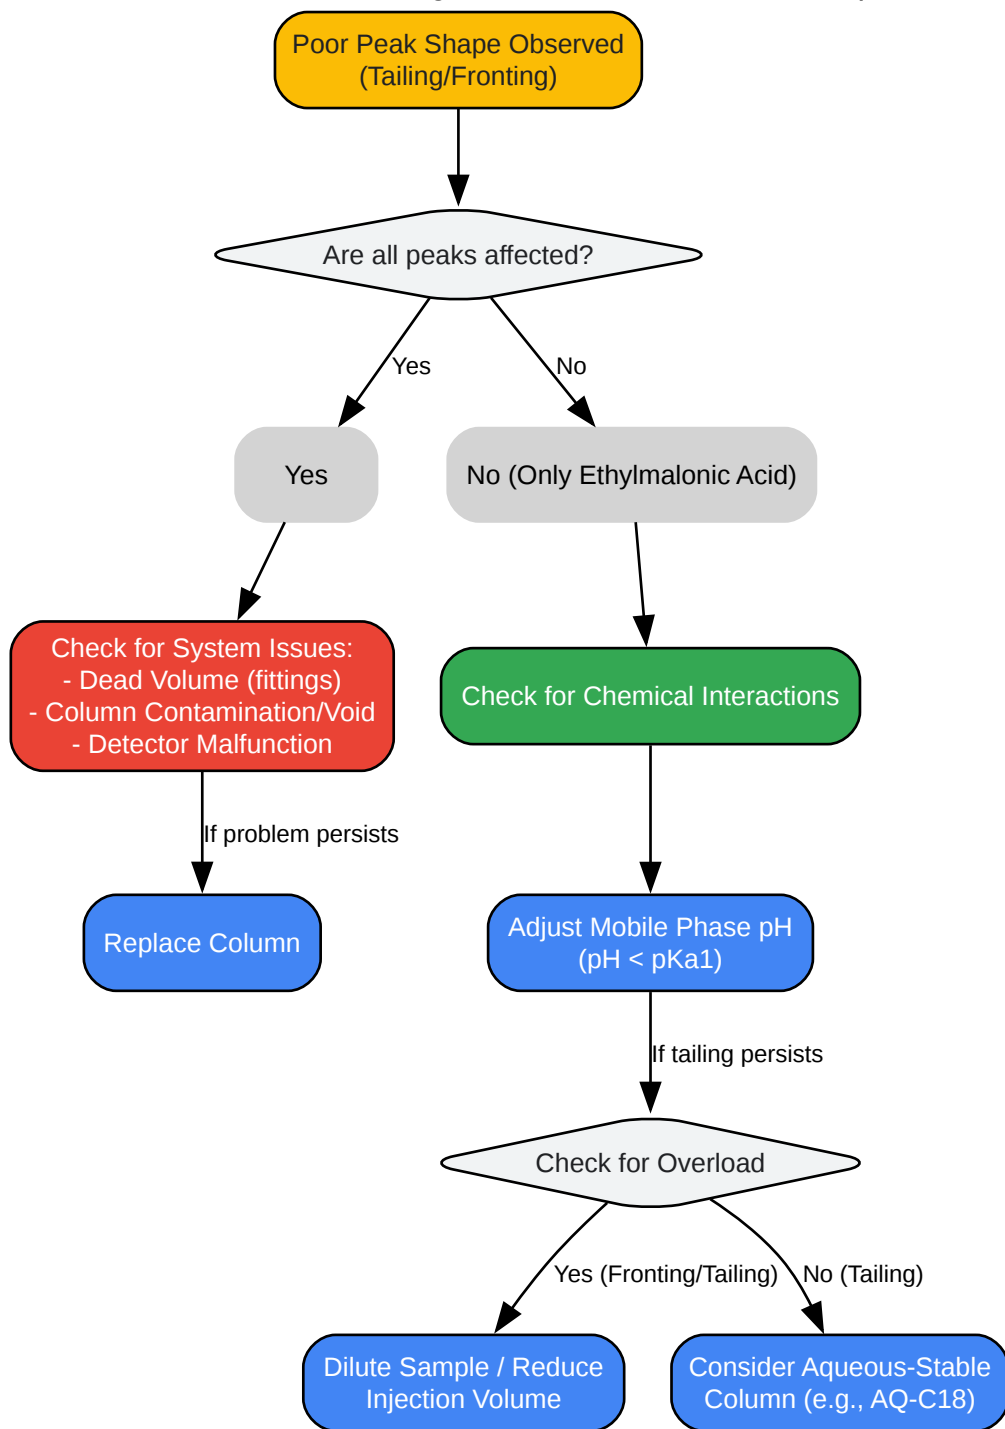 Poor Peak Shape Observed
(Tailing/Fronting)
Are all peaks affected?
Yes
No
Yes
No (Only Ethylmalonic Acid)
Check for System Issues:
- Dead Volume (fittings)
- Column Contamination/Void
- Detector Malfunction
Check for Chemical Interactions
If problem persists
Replace Column
Adjust Mobile Phase pH
(pH < pKa1)
If tailing persists
Check for Overload
Yes (Fronting/Tailing)
No (Tailing)
Dilute Sample / Reduce
Injection Volume
Consider Aqueous-Stable
Column (e.g., AQ-C18)